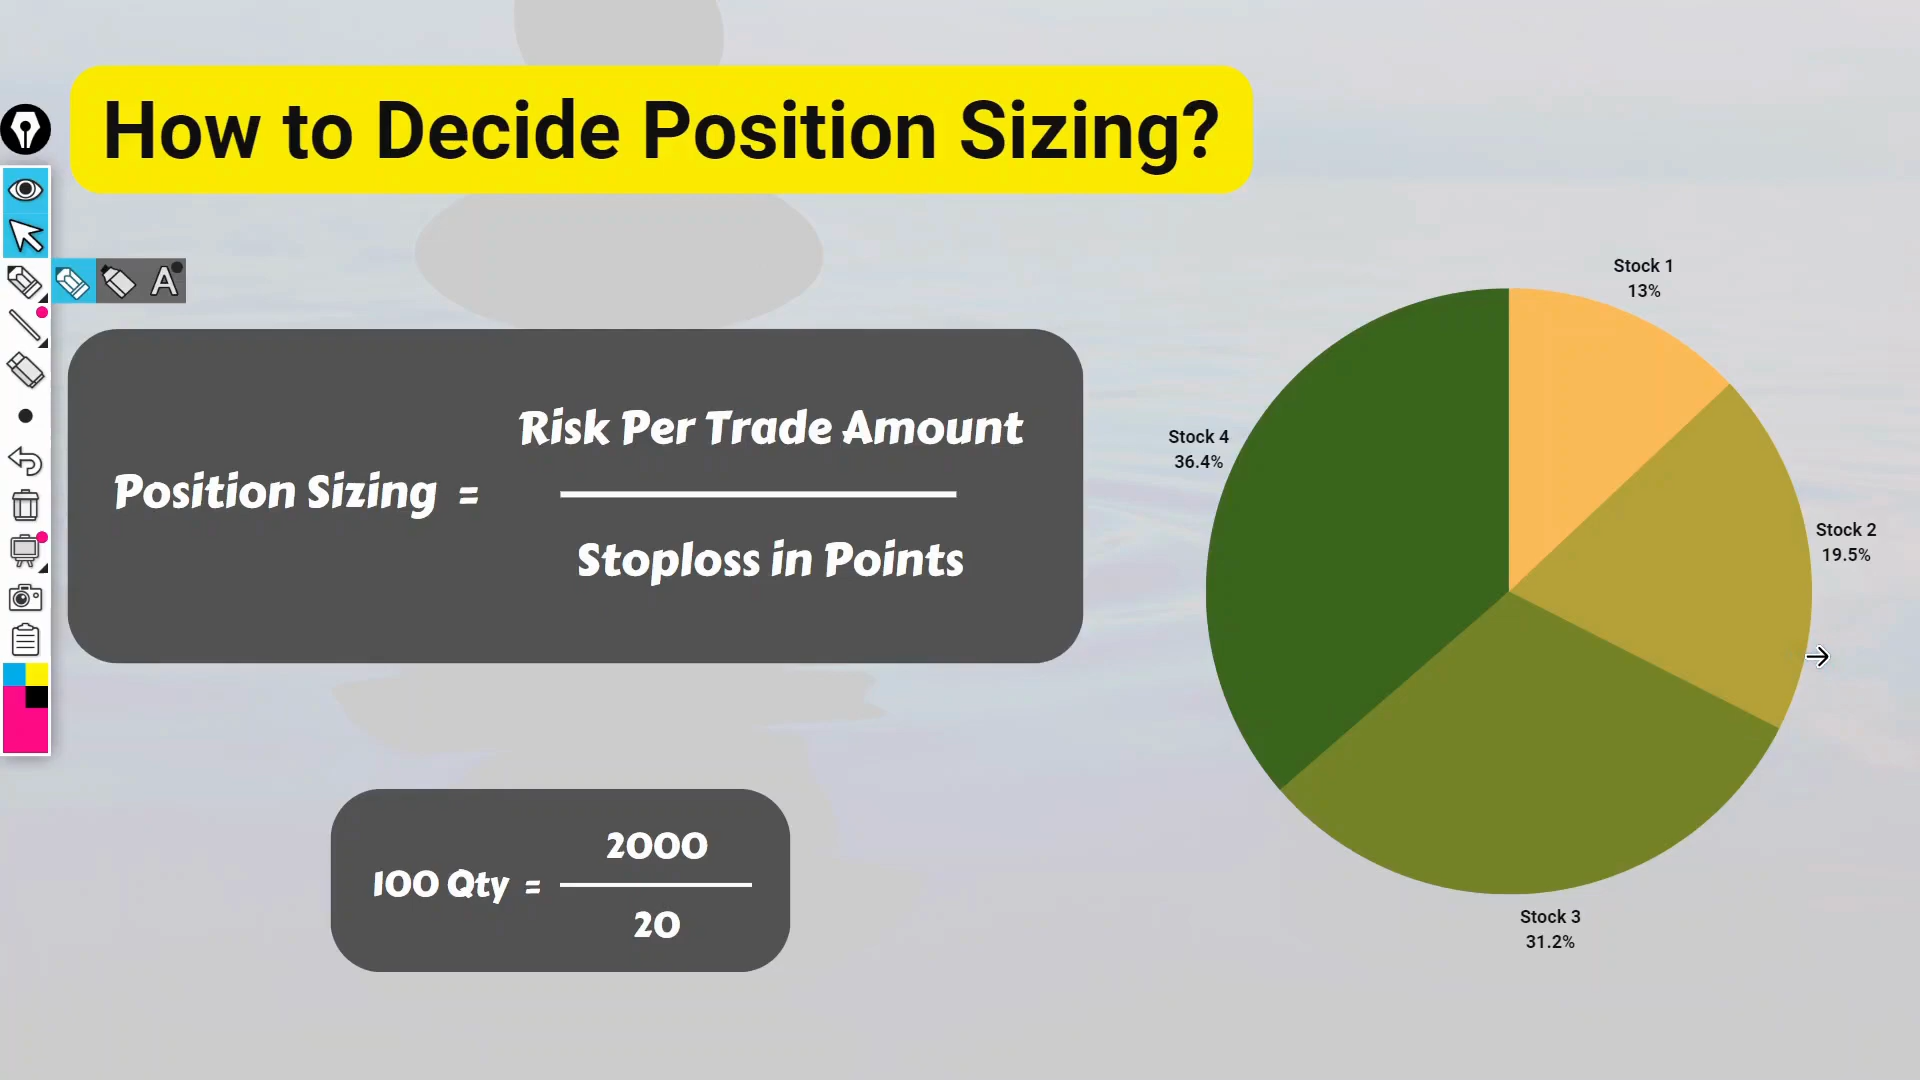 How to Decide Position Sizing?
A
Position Sizing =
Risk Per Trade Amount
Stoploss in Points
100 Qty =
2000
20
Stock 1
13%
Stock 2
19.5%
Stock 3
31.2%
Stock 4
36.4%